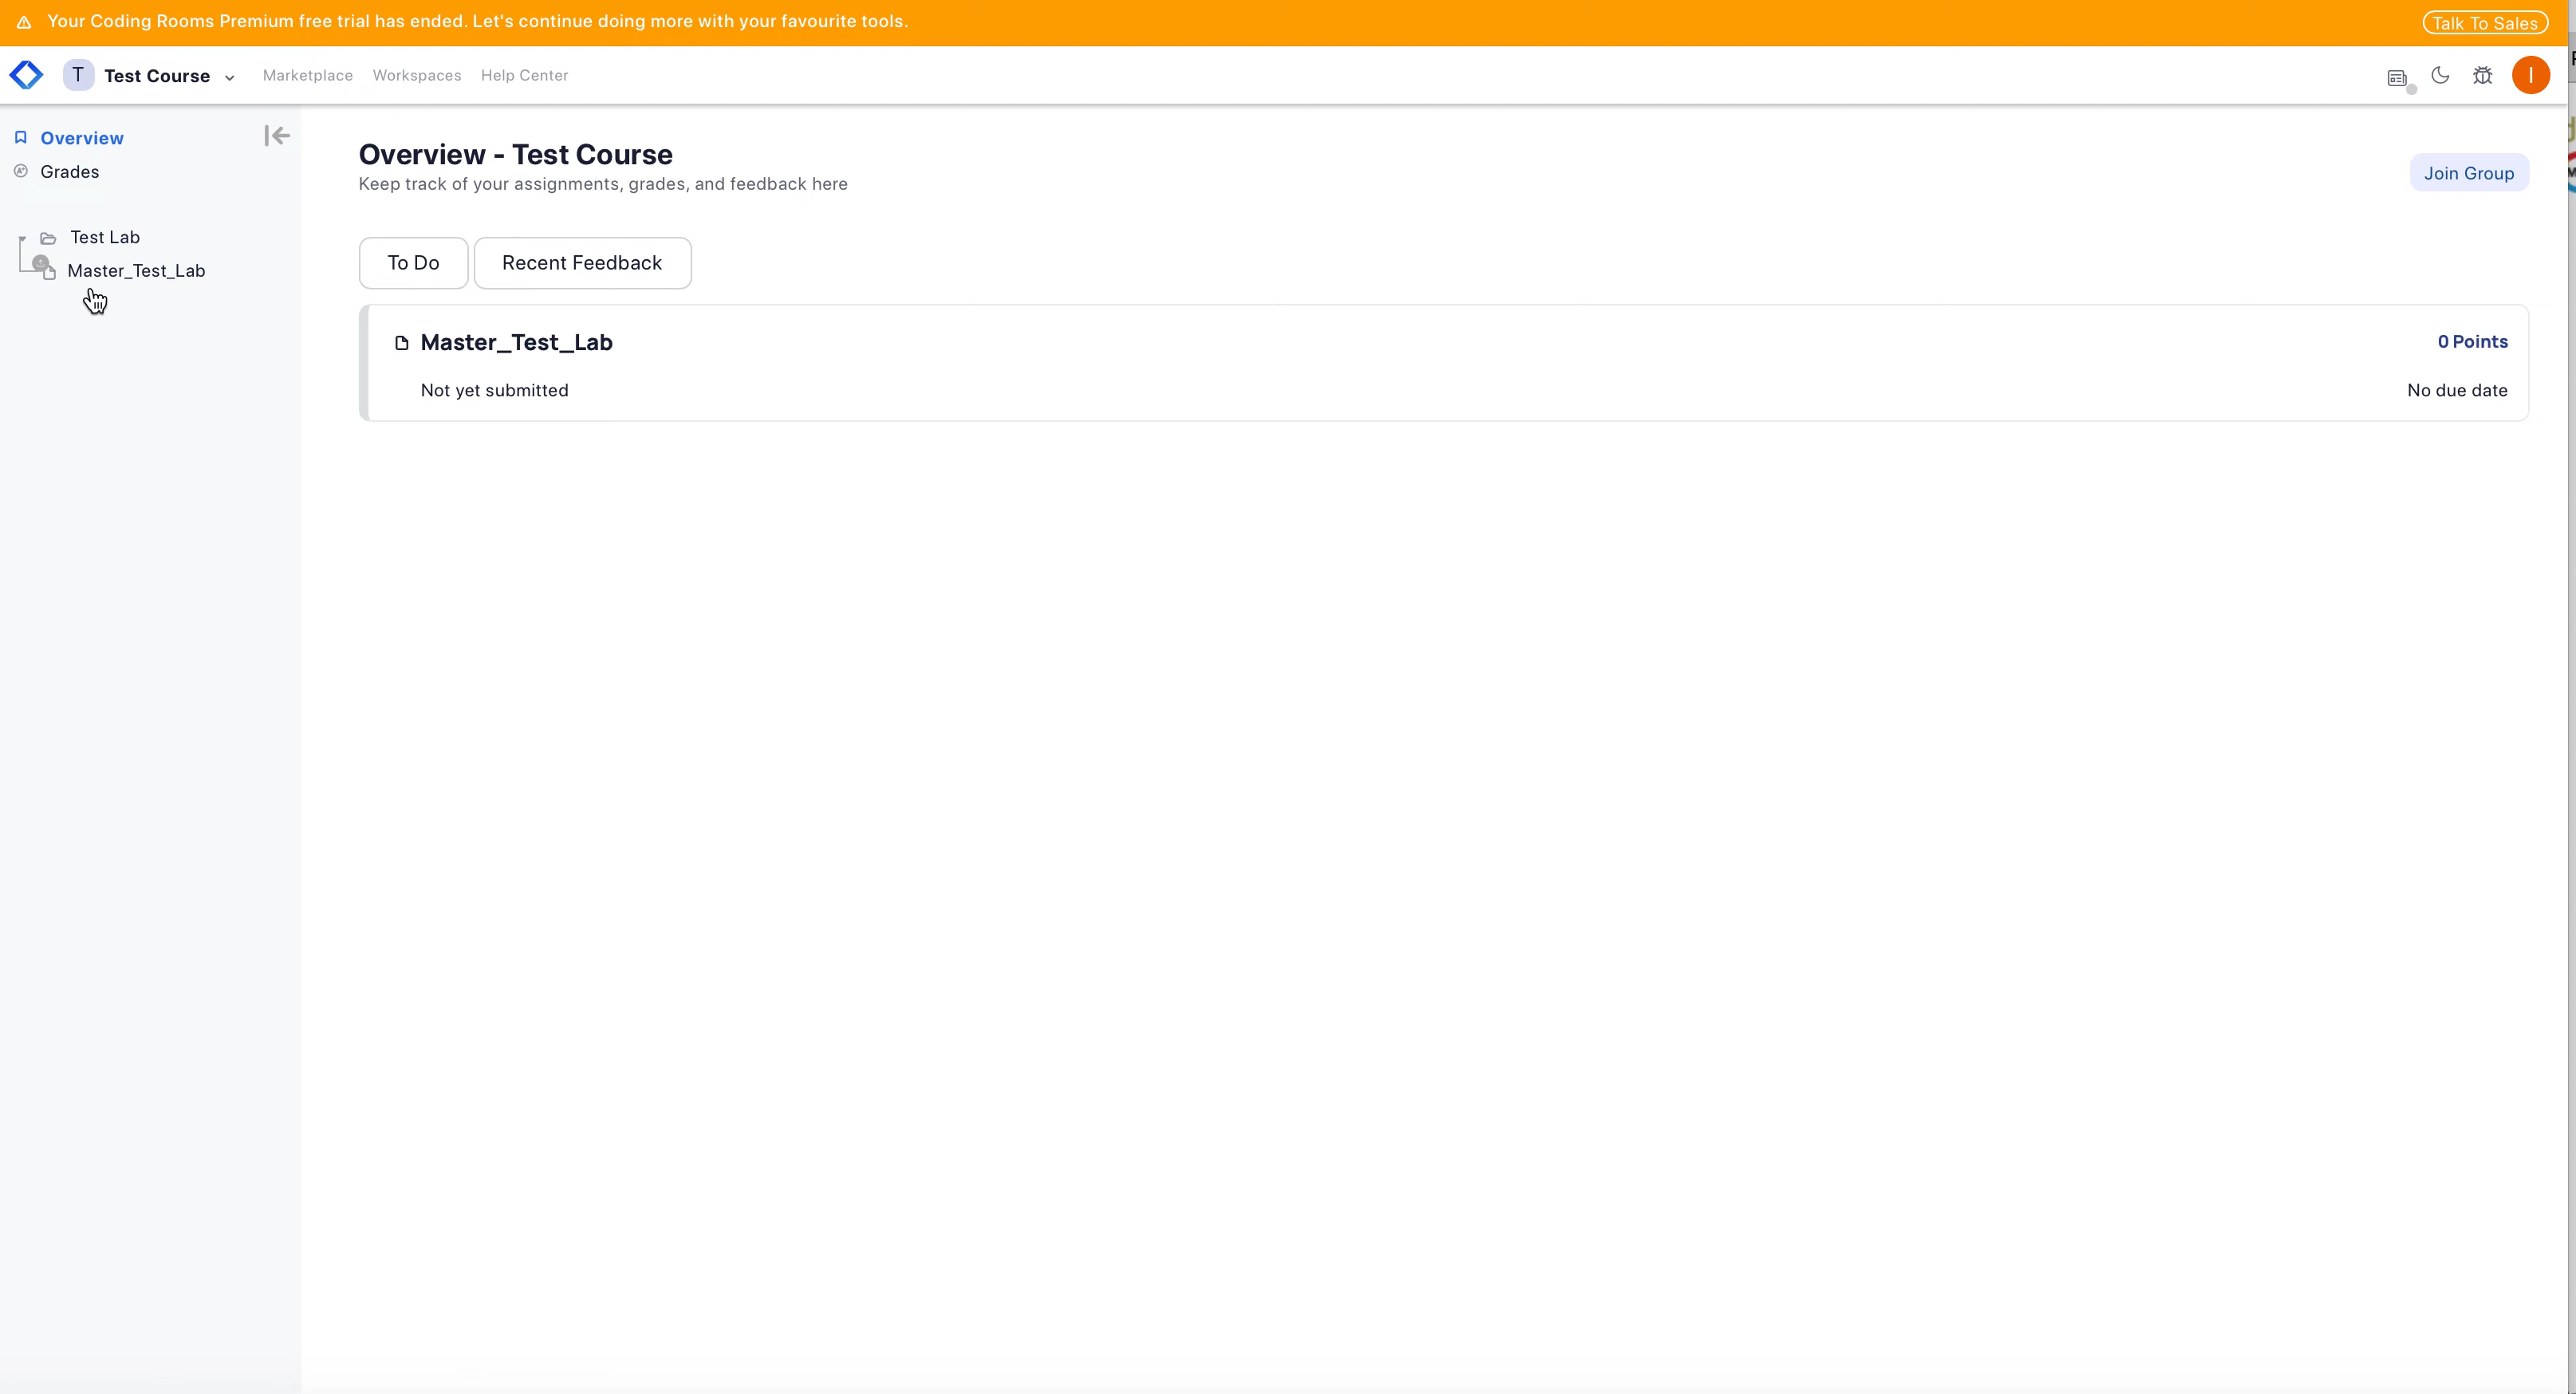 Your Coding Rooms Premium free trial has ended. Let's continue doing more with your favourite tools.
Talk To Sales
T Test Course Marketplace Workspaces Help Center
I
Overview
Grades
Test Lab
Master_Test_Lab
Overview - Test Course
Keep track of your assignments, grades, and feedback here
Join Group
To Do Recent Feedback
Master_Test_Lab 0 Points
Not yet submitted No due date